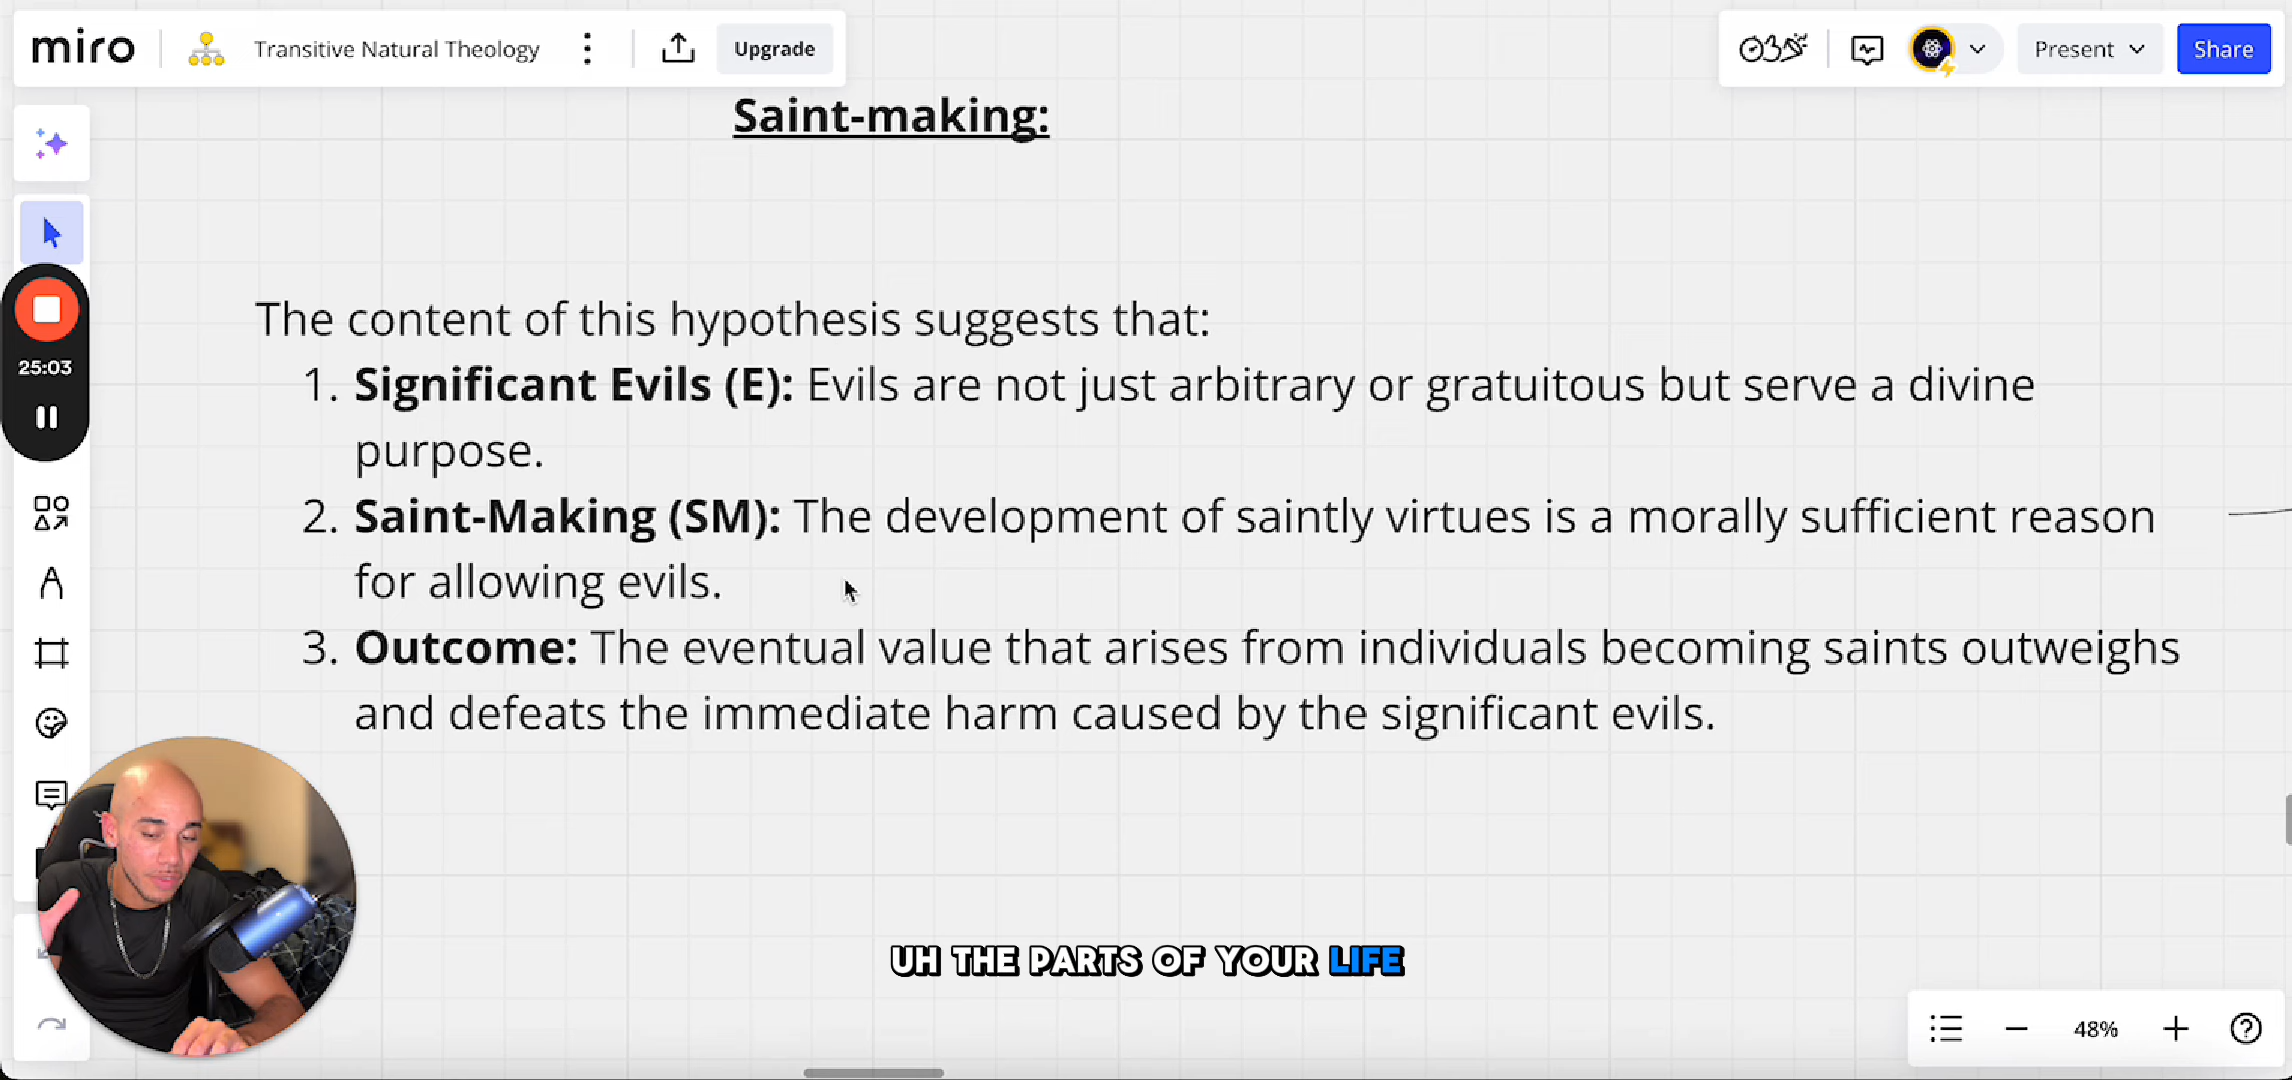 miro
Transitive Natural Theology
Upgrade
Present
Share
Saint-making:
The content of this hypothesis suggests that:
1. Significant Evils (E): Evils are not just arbitrary or gratuitous but serve a divine
purpose.
2. Saint-Making (SM): The development of saintly virtues is a morally sufficient reason
for allowing evils.
3. Outcome: The eventual value that arises from individuals becoming saints outweighs
and defeats the immediate harm caused by the significant evils.
25:03
UH THE PARTS OF YOUR LIFE
48%